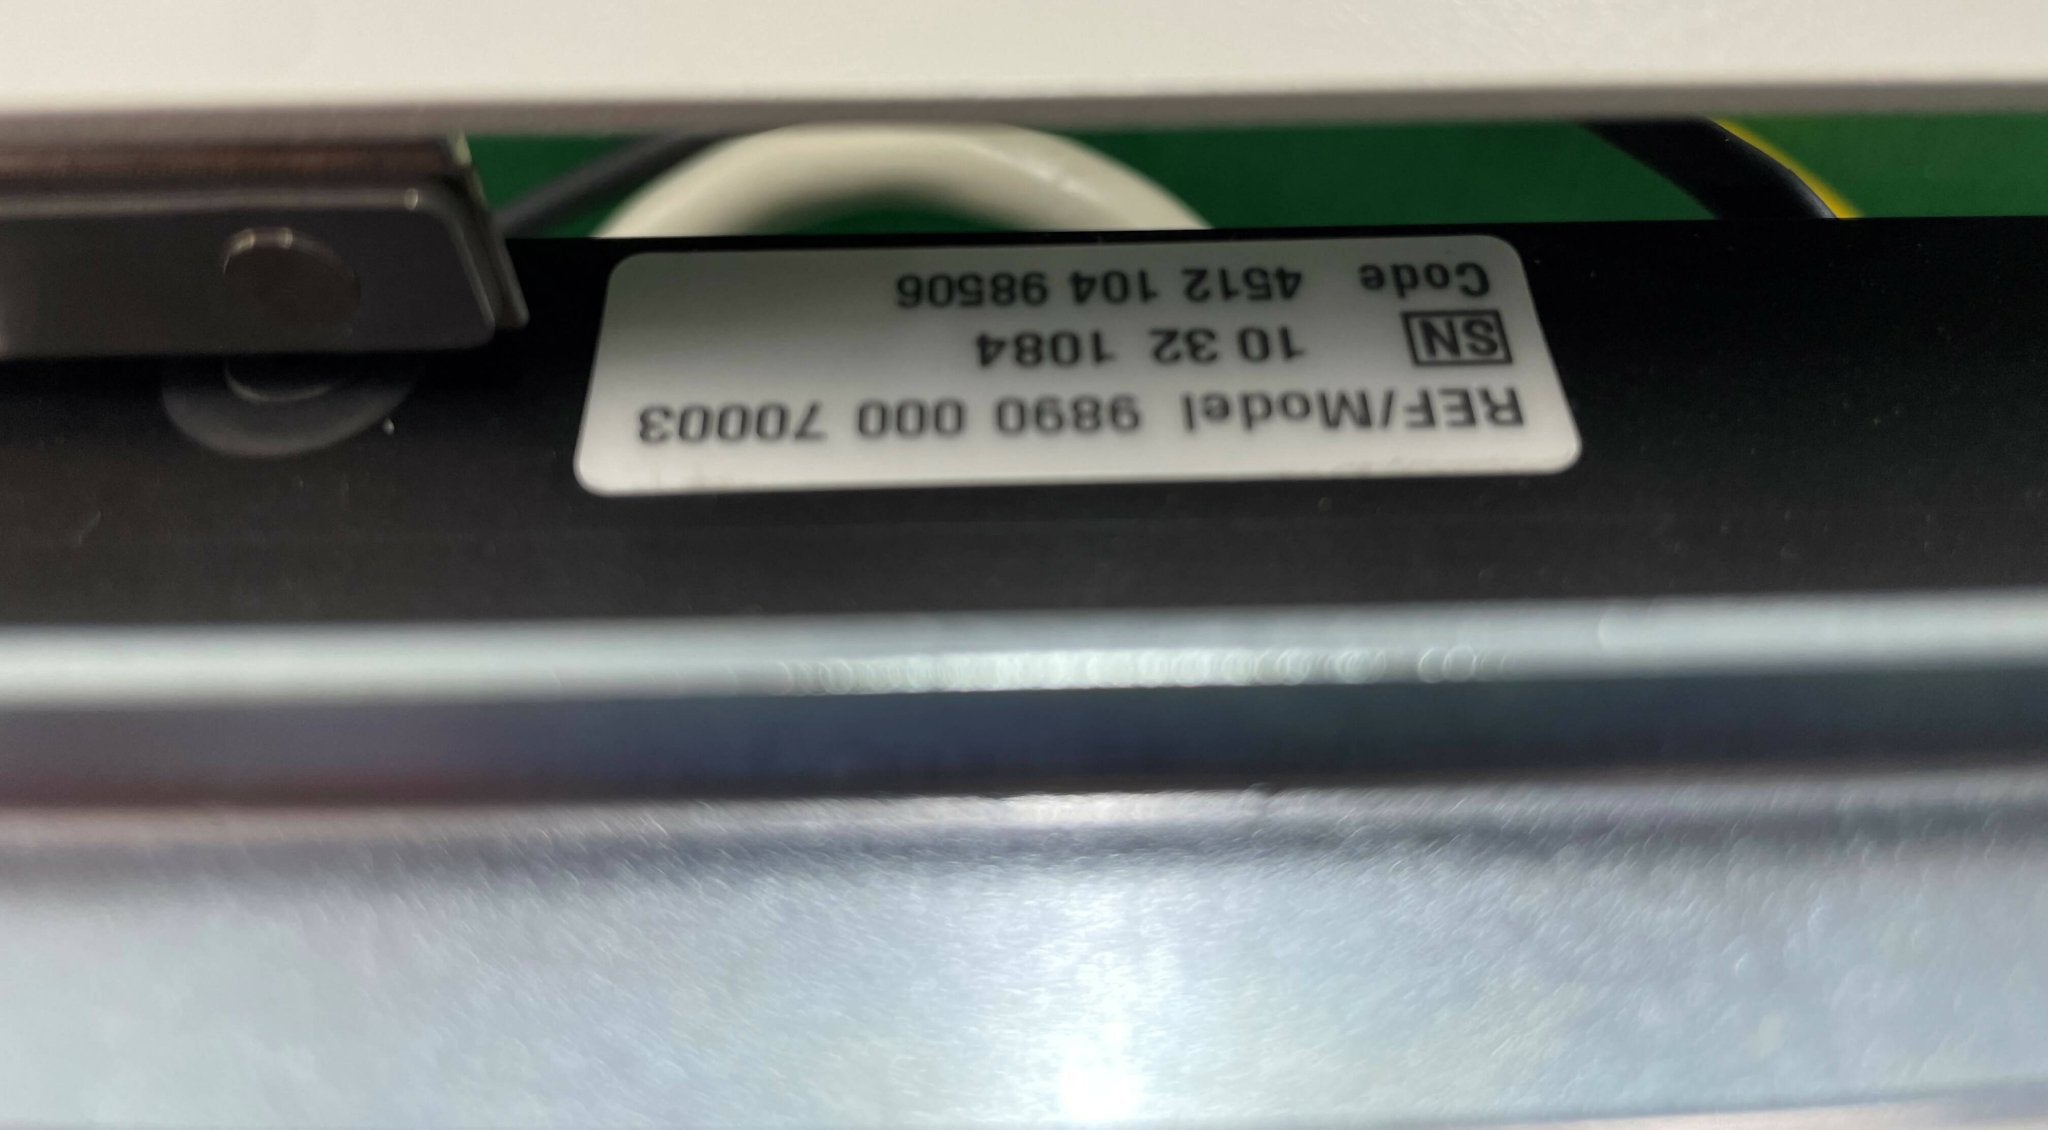 REF/Model 9890 000 70003
SN 10 32 1084
Code 4512 104 98506